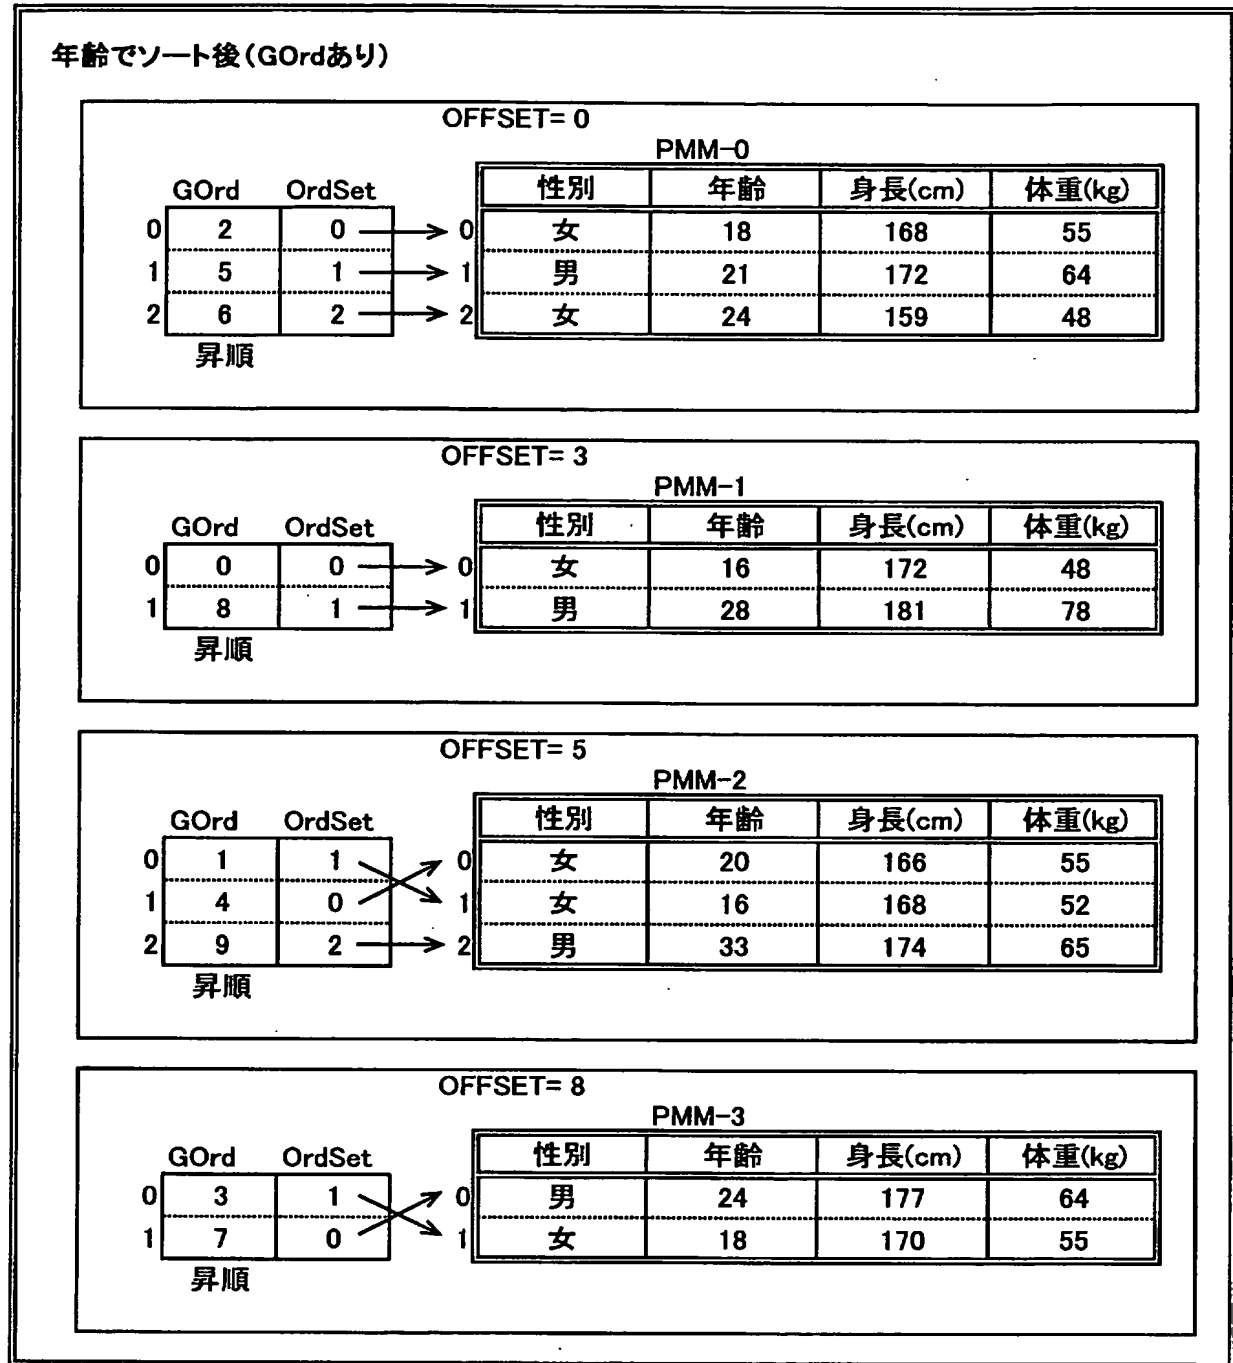 年齢でソート後(GOrdあり)
OFFSET= 0
PMM-0
GOrd OrdSet 性別 年齢 身長(cm) 体重(kg)
0 2 0 0 女 18 168 55
1 5 1 1 男 21 172 64
2 6 2 2 女 24 159 48
昇順
OFFSET= 3
PMM-1
GOrd OrdSet 性別 年齢 身長(cm) 体重(kg)
0 0 0 0 女 16 172 48
1 8 1 1 男 28 181 78
昇順
OFFSET= 5
PMM-2
GOrd OrdSet 性別 年齢 身長(cm) 体重(kg)
0 1 1 0 女 20 166 55
1 4 0 1 女 16 168 52
2 9 2 2 男 33 174 65
昇順
OFFSET= 8
PMM-3
GOrd OrdSet 性別 年齢 身長(cm) 体重(kg)
0 3 1 0 男 24 177 64
1 7 0 1 女 18 170 55
昇順